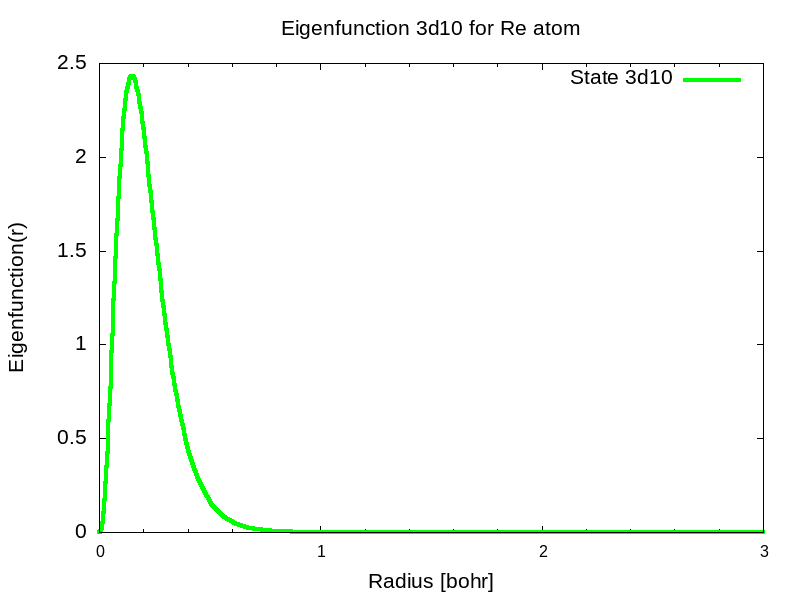 Eigenfunction 3d10 for Re atom
State 3d10
2.5
2
1.5
1
0.5
0
Eigenfunction(r)
0 1 2 3
Radius [bohr]